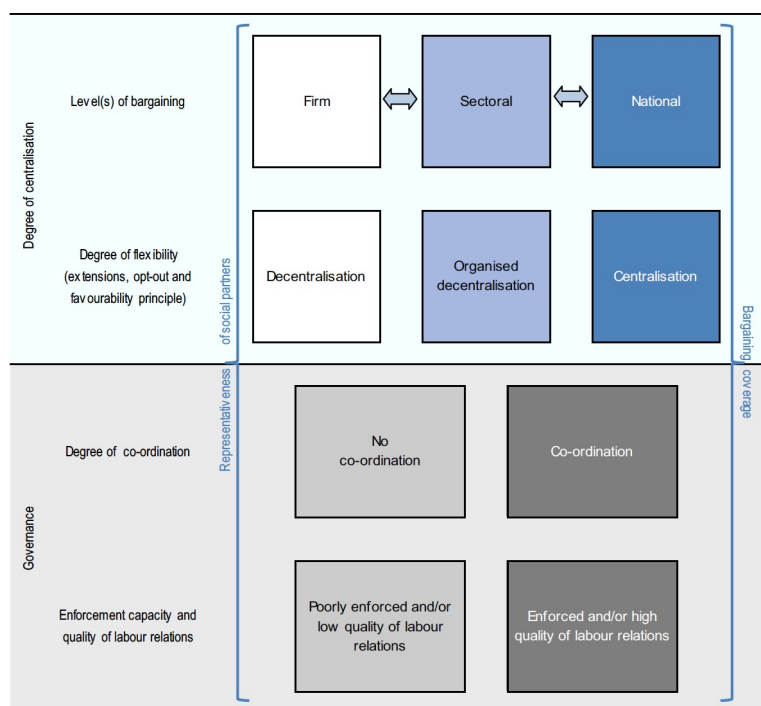 Degree of centralisation
Level(s) of bargaining
Firm
Sectoral
National
Degree of flexibility
(extensions, opt-out and
favourability principle)
Decentralisation
Organised
decentralisation
Centralisation
Representativeness of social partners
Bargaining coverage
Governance
Degree of co-ordination
No
co-ordination
Co-ordination
Enforcement capacity and
quality of labour relations
Poorly enforced and/or
low quality of labour
relations
Enforced and/or high
quality of labour relations